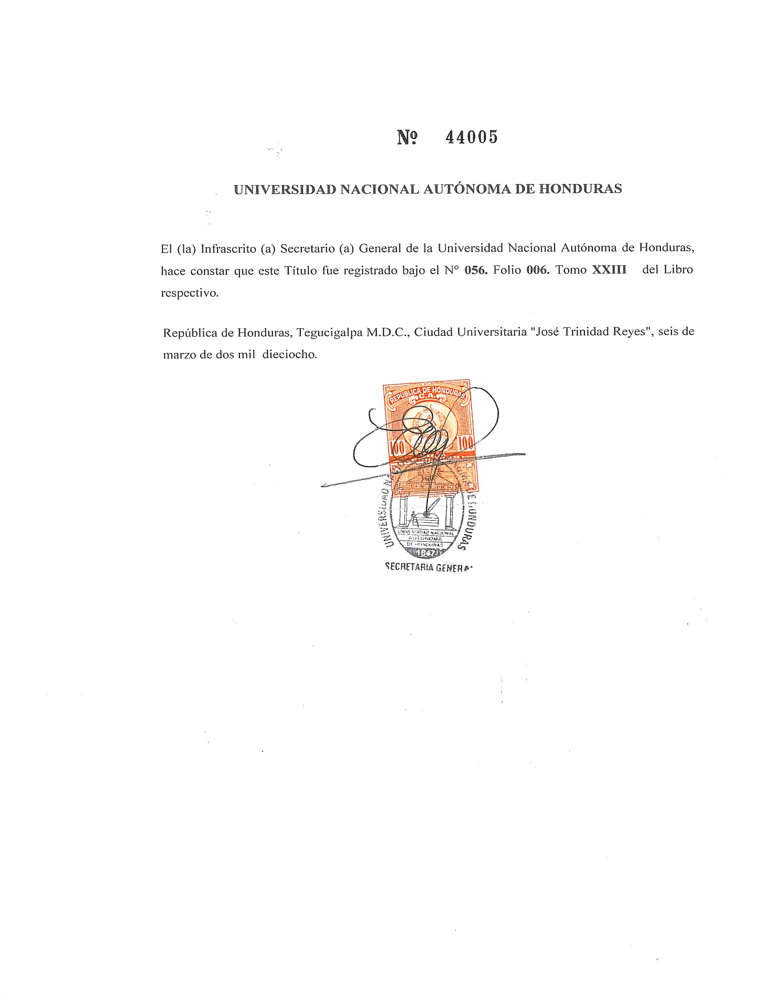 Nº 44005
UNIVERSIDAD NACIONAL AUTÓNOMA DE HONDURAS
El (la) Infrascrito (a) Secretario (a) General de la Universidad Nacional Autónoma de Honduras,
hace constar que este Título fue registrado bajo el N° 056. Folio 006. Tomo XXIII del Libro
respectivo.
República de Honduras, Tegucigalpa M.D.C., Ciudad Universitaria "José Trinidad Reyes", seis de
marzo de dos mil dieciocho.
REPUBLICA DE HONDURAS
C.A.
100 100
UNIVERSIDAD NA DE HONDURAS
UNIVERSIDAD NACIONAL
AUTONOMA
DE HONDURAS
1847
SECRETARIA GENERAL